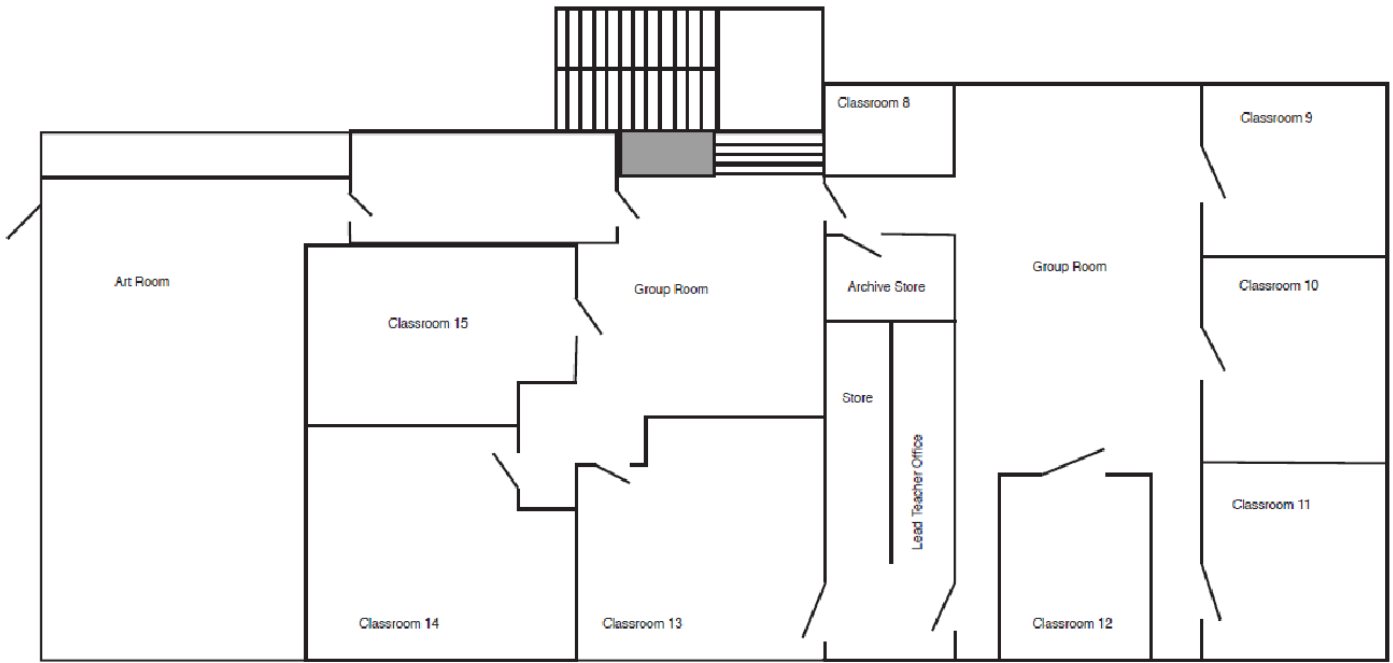 Classroom 8
Classroom 9
Art Room
Group Room
Archive Store
Group Room
Classroom 10
Classroom 15
Store
Lead Teacher Office
Classroom 11
Classroom 14
Classroom 13
Classroom 12